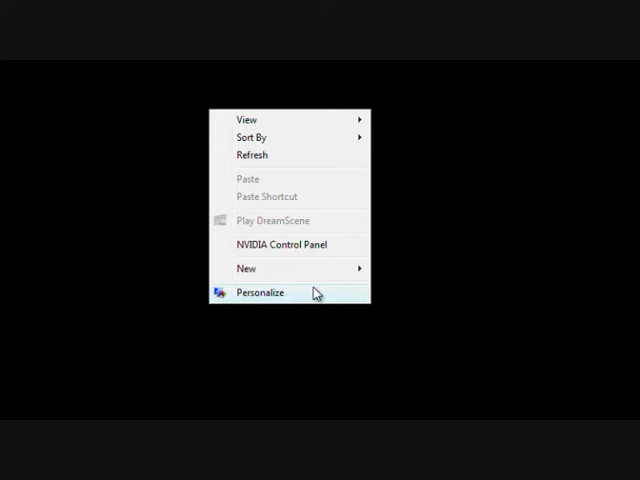 View
Sort By
Refresh
Paste
Paste Shortcut
Play DreamScene
NVIDIA Control Panel
New
Personalize